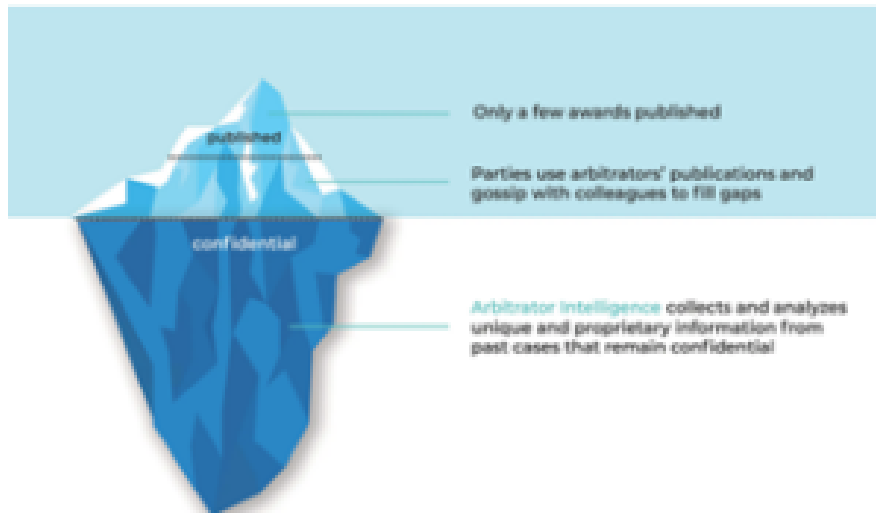 Only a few awards published
published
Parties use arbitrators' publications and
gossip with colleagues to fill gaps
confidential
Arbitrator Intelligence collects and analyzes
unique and proprietary information from
past cases that remain confidential